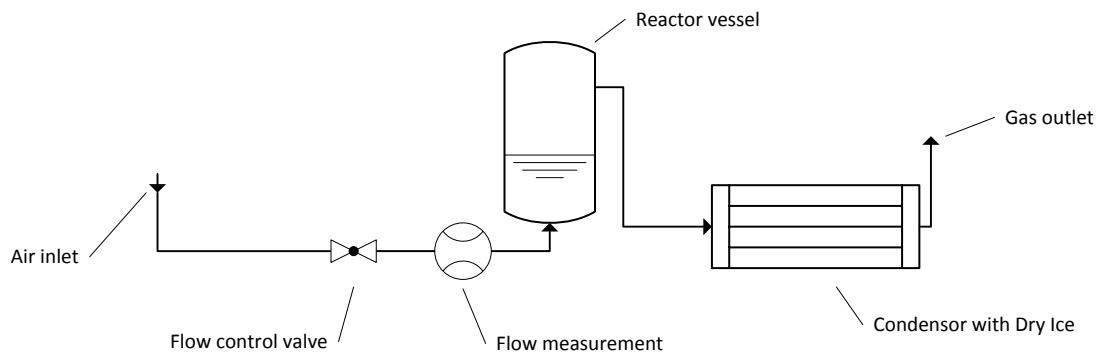 Reactor vessel
Gas outlet
Air inlet
Condensor with Dry Ice
Flow control valve
Flow measurement